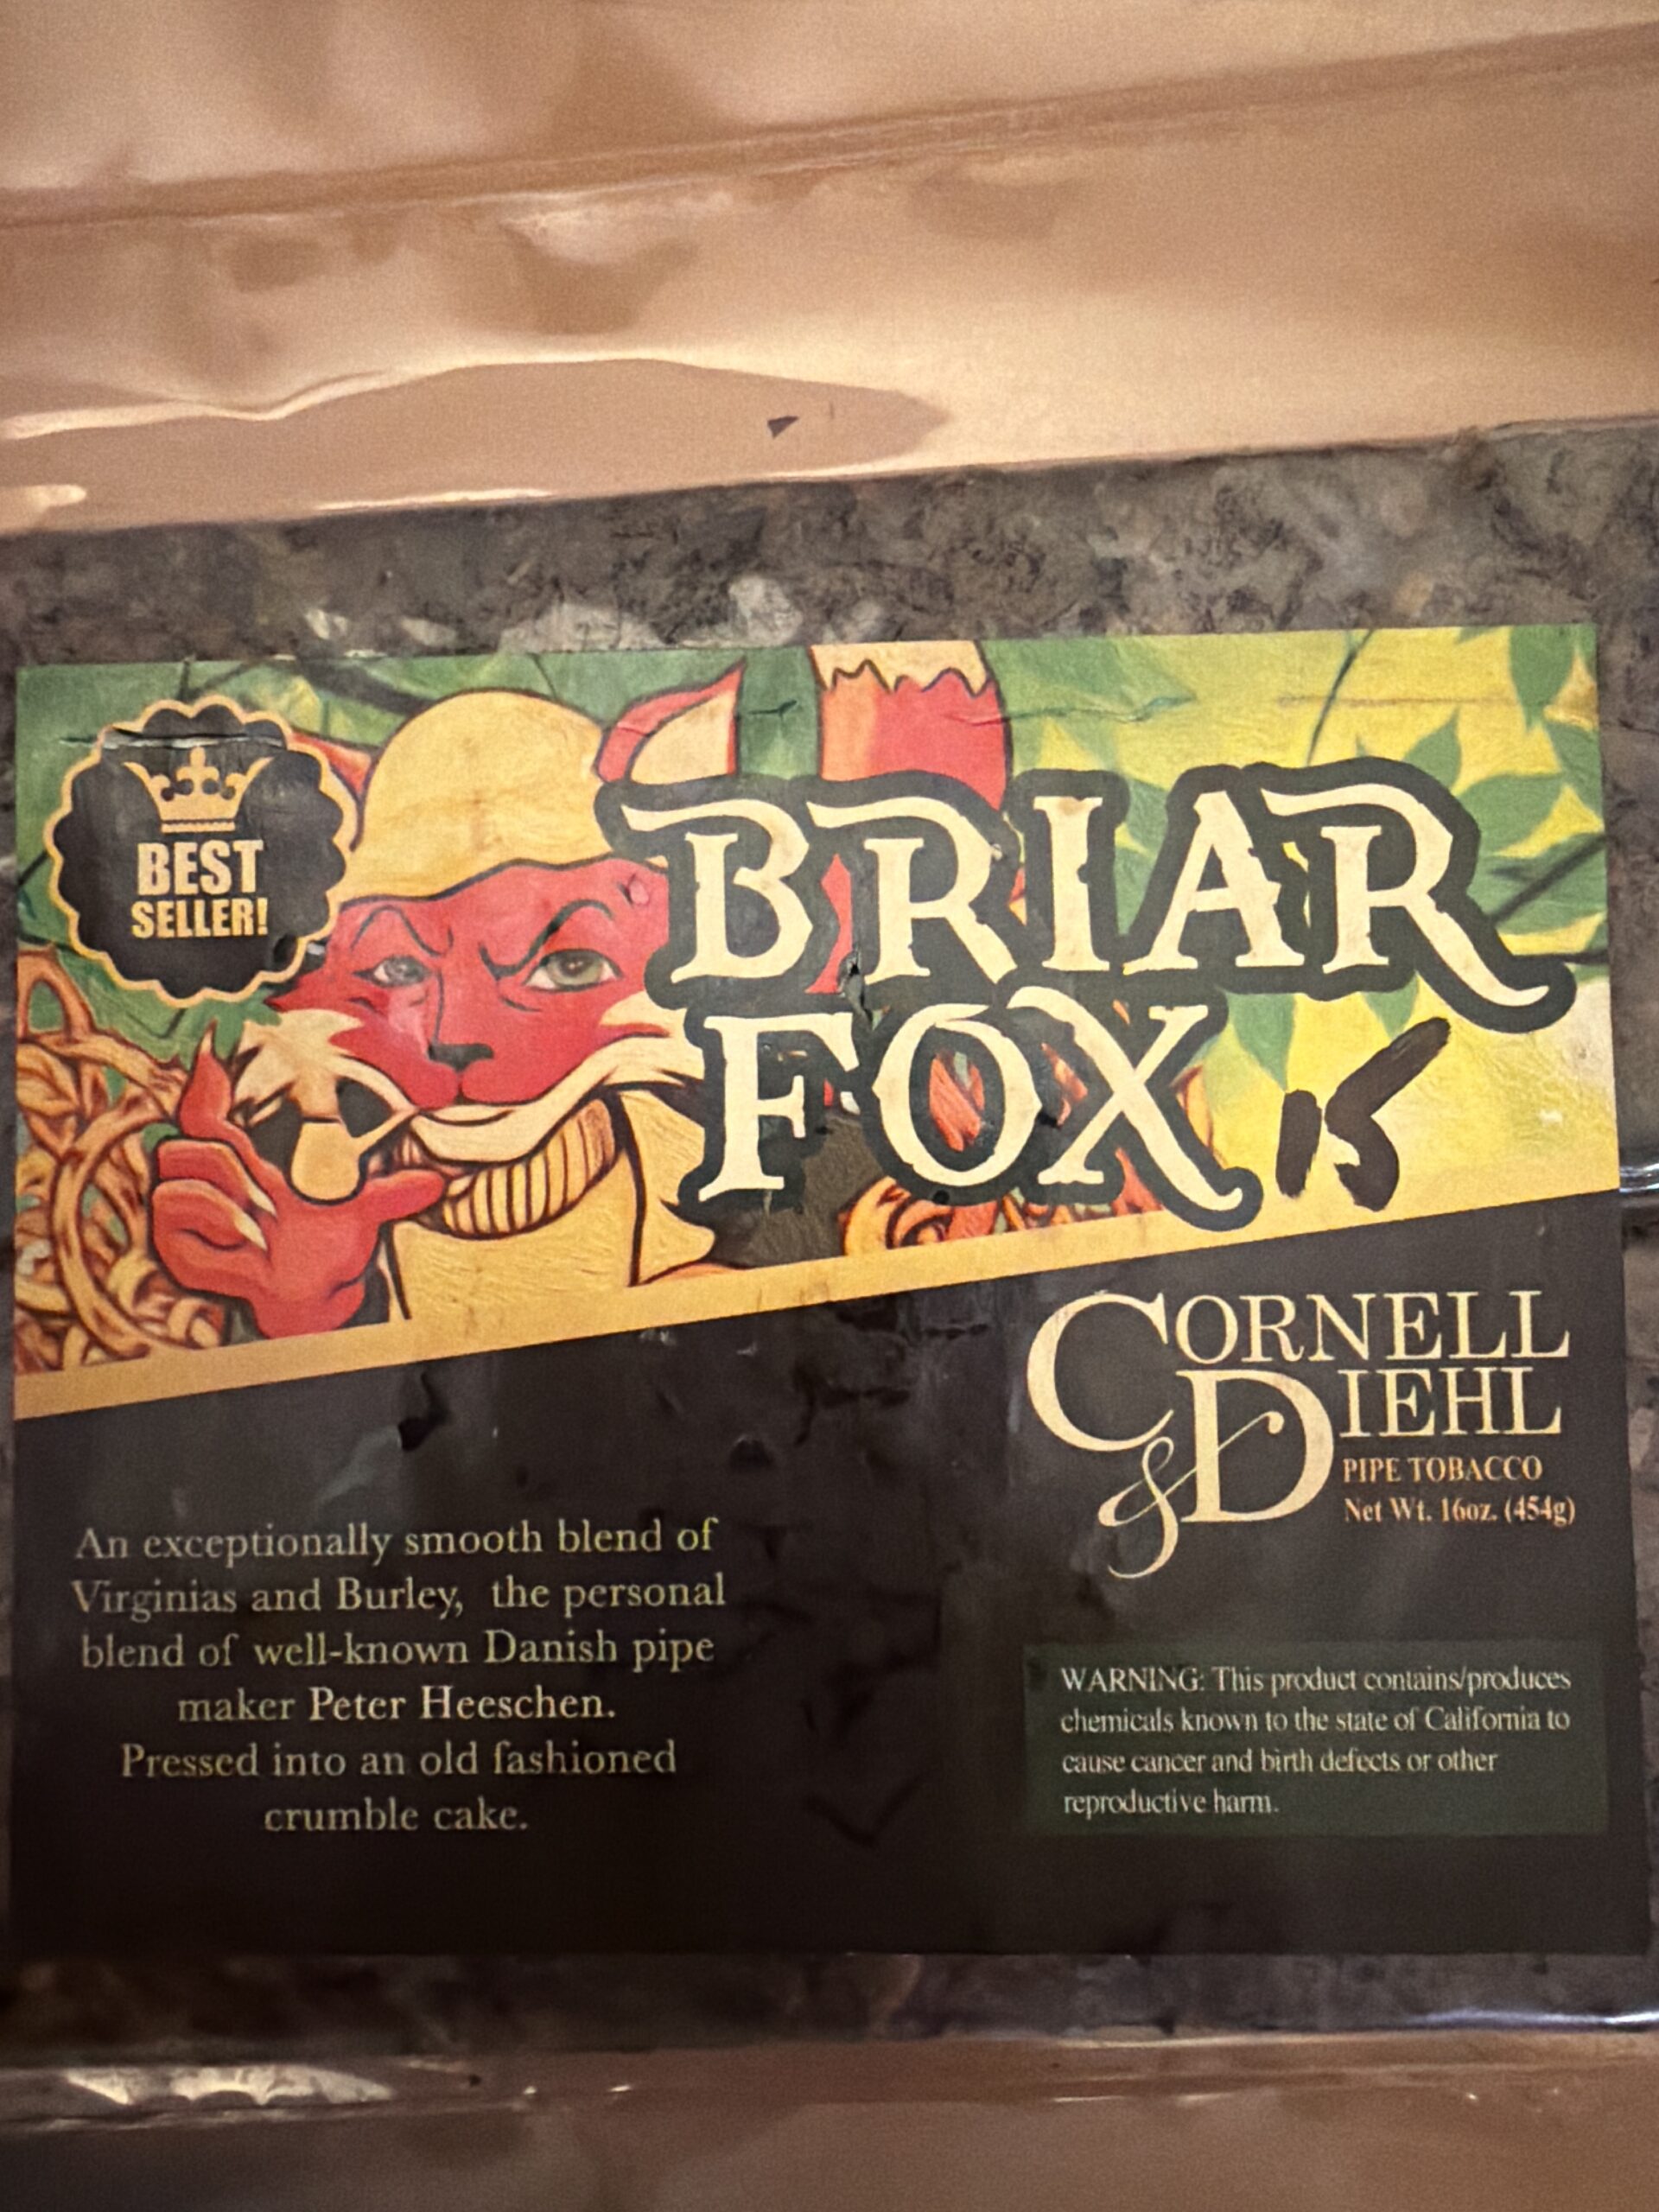 BEST
SELLER!
BRIAR
FOX
15
CORNELL
& DIEHL
PIPE TOBACCO
Net Wt. 16oz. (454g)
An exceptionally smooth blend of
Virginias and Burley, the personal
blend of well-known Danish pipe
maker Peter Heeschen.
Pressed into an old fashioned
crumble cake.
WARNING: This product contains/produces
chemicals known to the state of California to
cause cancer and birth defects or other
reproductive harm.